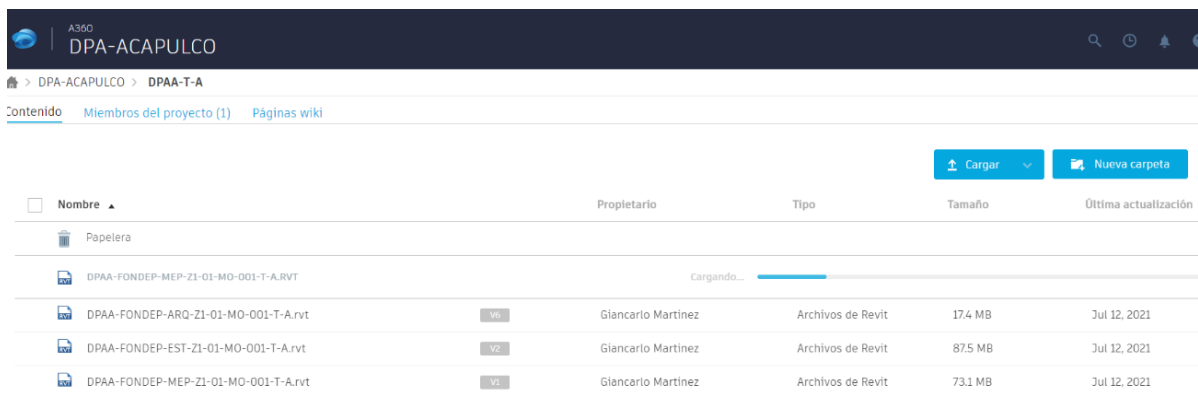 A360
DPA-ACAPULCO
> DPA-ACAPULCO > DPAA-T-A
Contenido Miembros del proyecto (1) Páginas wiki
Cargar Nueva carpeta
Nombre Propietario Tipo Tamaño Última actualización
Papelera
RVT DPAA-FONDEP-MEP-Z1-01-MO-001-T-A.RVT Cargando...
RVT DPAA-FONDEP-ARQ-Z1-01-MO-001-T-A.rvt V6 Giancarlo Martinez Archivos de Revit 17.4 MB Jul 12, 2021
RVT DPAA-FONDEP-EST-Z1-01-MO-001-T-A.rvt V2 Giancarlo Martinez Archivos de Revit 87.5 MB Jul 12, 2021
RVT DPAA-FONDEP-MEP-Z1-01-MO-001-T-A.rvt V1 Giancarlo Martinez Archivos de Revit 73.1 MB Jul 12, 2021